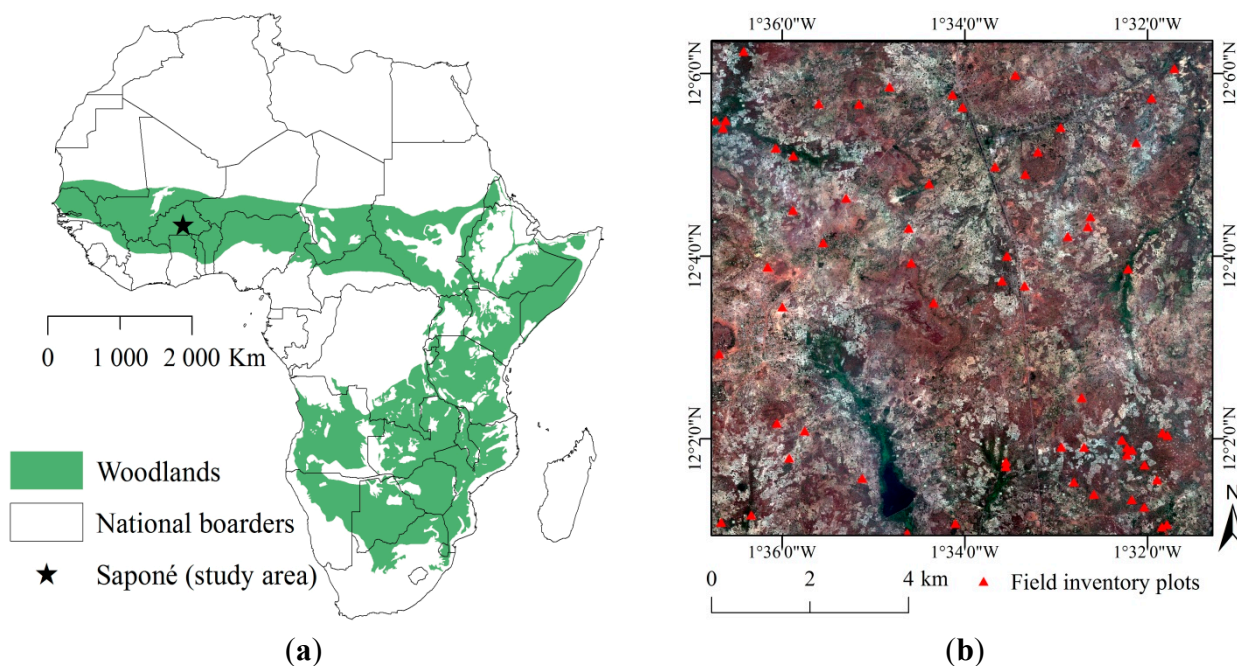 0 1 000 2 000 Km
Woodlands
National boarders
Saponé (study area)
(a)
1°36'0"W 1°34'0"W 1°32'0"W
12°6'0"N 12°6'0"N
12°4'0"N 12°4'0"N
12°2'0"N 12°2'0"N
N
1°36'0"W 1°34'0"W 1°32'0"W
0 2 4 km
Field inventory plots
(b)